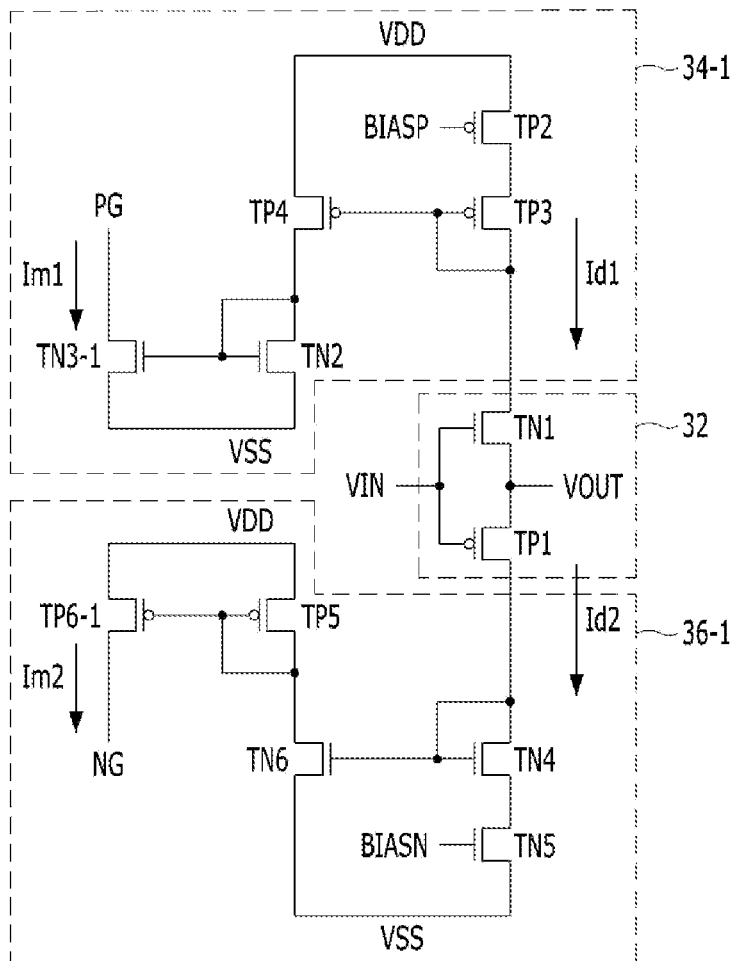 VDD
34-1
BIASP
TP2
PG
TP4
TP3
Im1
Id1
TN3-1
TN2
VSS
TN1
32
VIN
VOUT
VDD
TP1
TP6-1
TP5
Id2
36-1
Im2
NG
TN6
TN4
BIASN
TN5
VSS